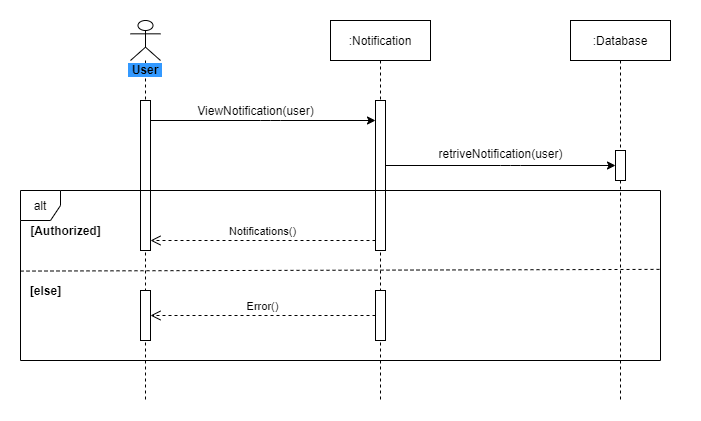 :Notification
:Database
User
ViewNotification(user)
retriveNotification(user)
alt
[Authorized]
Notifications()
[else]
Error()